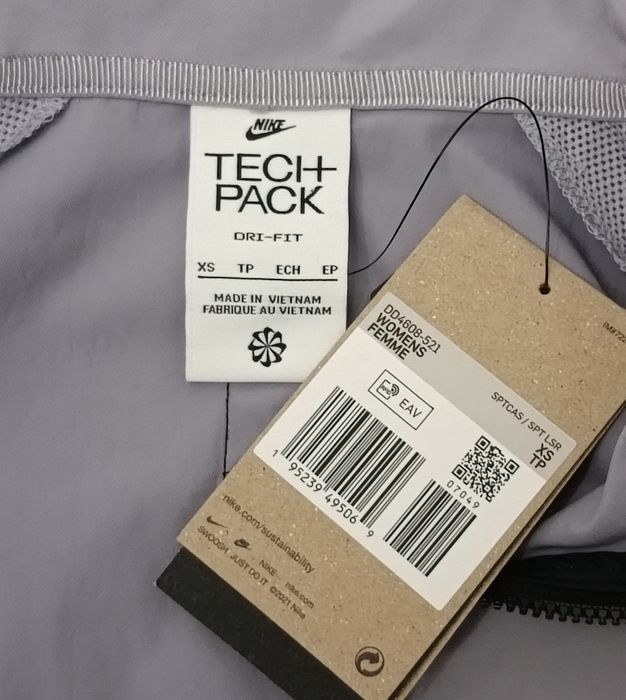 NIKE
TECH
PACK
DRI-FIT
XS TP ECH EP
MADE IN VIETNAM
FABRIQUE AU VIETNAM
DD4608-521
WOMENS
FEMME
SPTCAS / SPT LSR
XS
TP
RFID
EAV
07049
1 95239 49506 9
nike.com/sustainability
NIKE nike.com
SWOOSH JUST DO IT ©2021 Nike